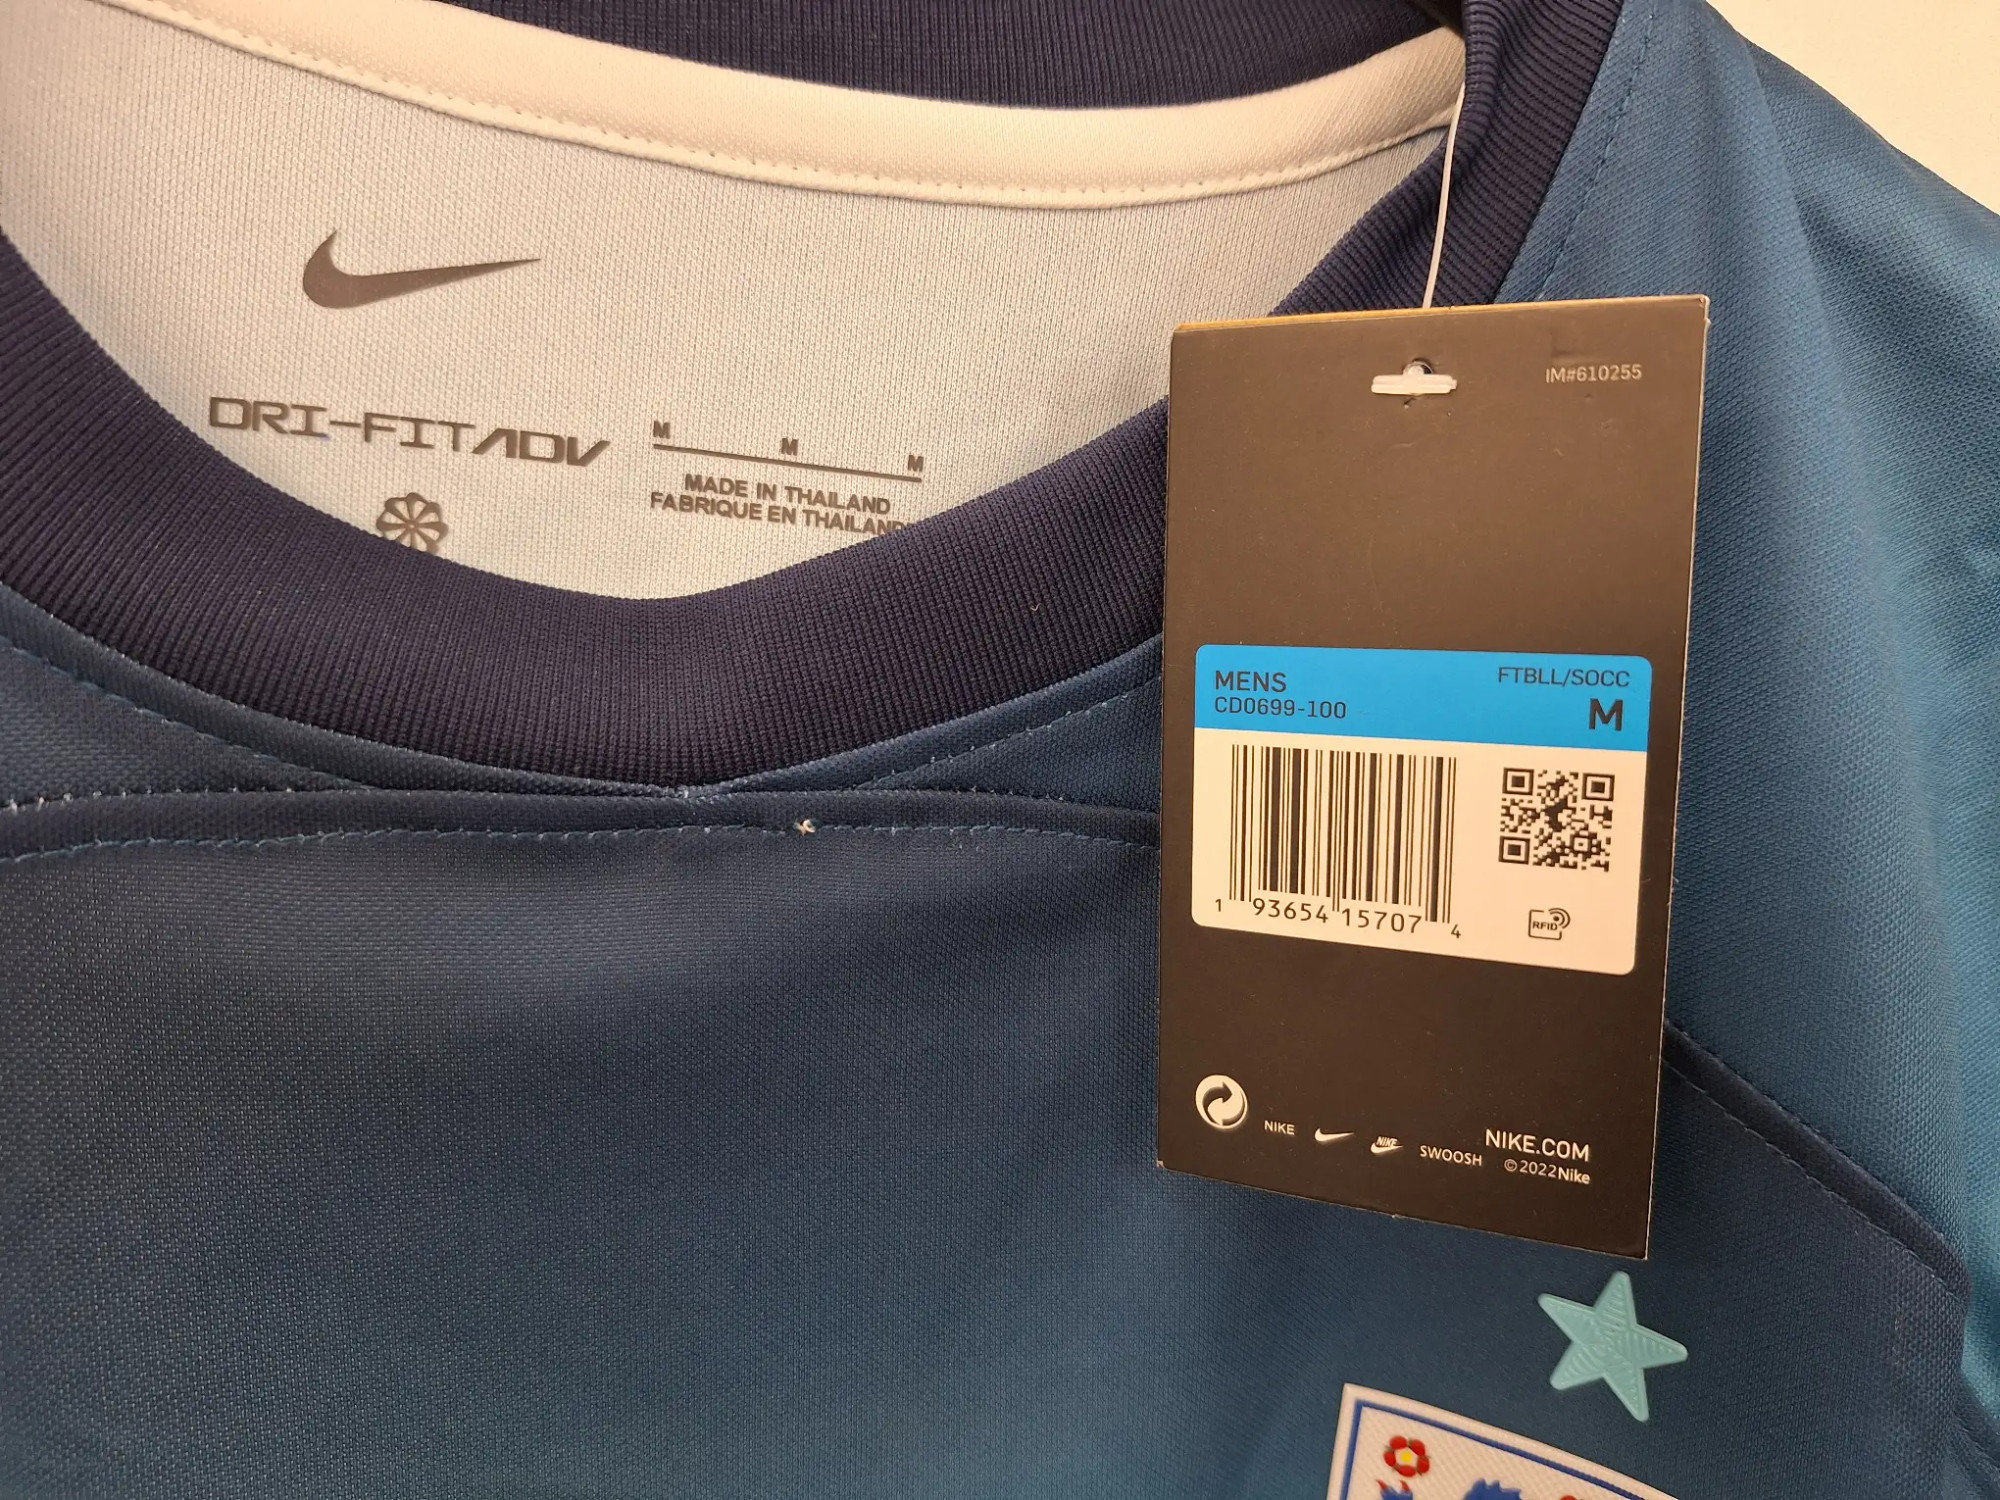 DRI-FIT ADV
M M M
MADE IN THAILAND
FABRIQUE EN THAILAND
IM#610255
MENS
FTBLL/SOCC
CD0699-100
M
1 93654 15707 4
RFID
NIKE
NIKE
SWOOSH
NIKE.COM
©2022Nike